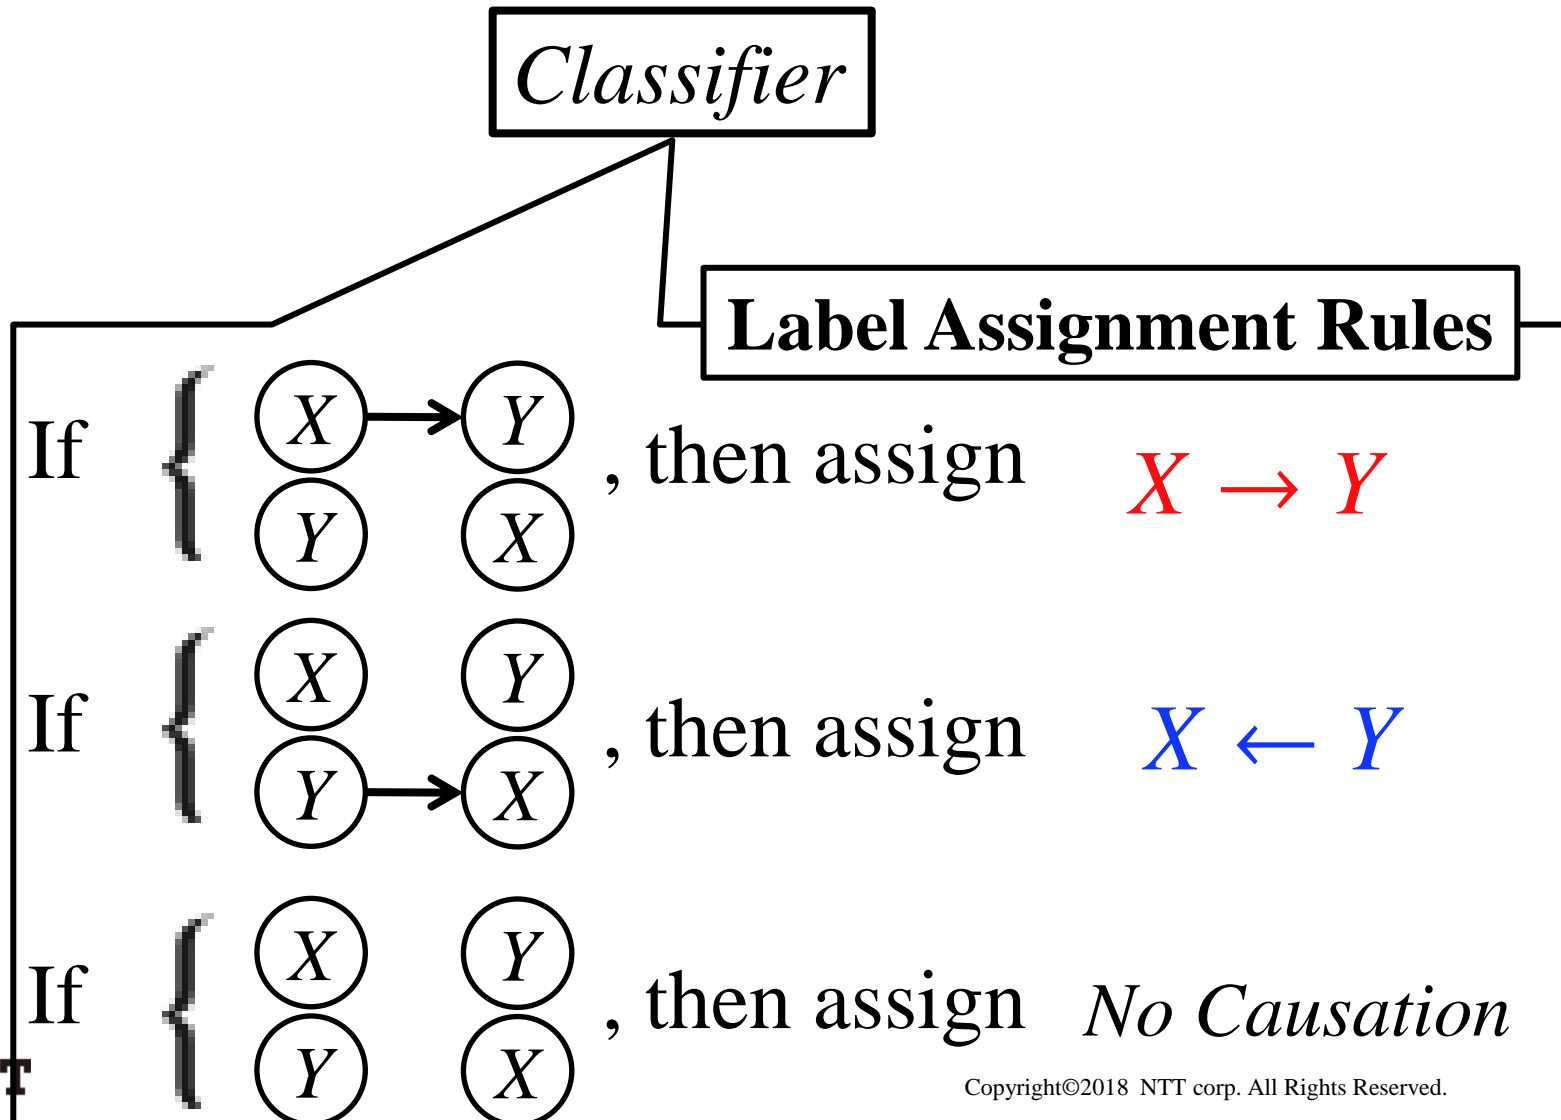 Classifier
Label Assignment Rules
X → Y
If { , then assign X → Y
Y X
X Y
If { , then assign X ← Y
Y → X
X Y
If { , then assign No Causation
Y X
T
Copyright©2018 NTT corp. All Rights Reserved.